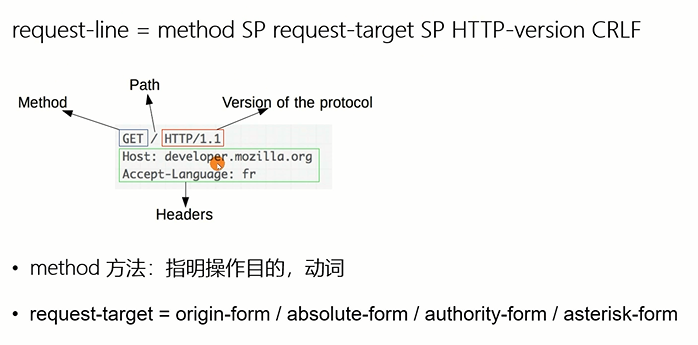 request-line = method SP request-target SP HTTP-version CRLF
Path
Method
Version of the protocol
GET / HTTP/1.1
Host: developer.mozilla.org
Accept-Language: fr
Headers
• method 方法：指明操作目的，动词
• request-target = origin-form / absolute-form / authority-form / asterisk-form